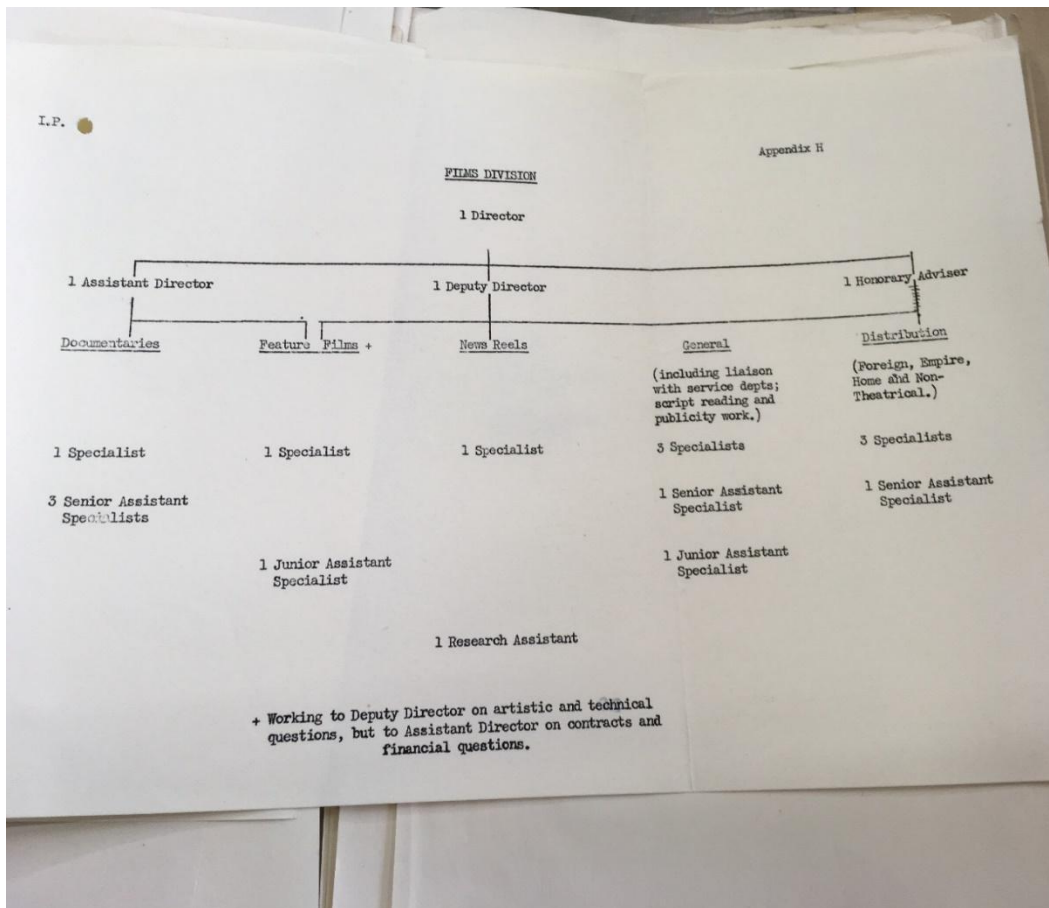 I.P.
Appendix H
FILMS DIVISION
1 Director
1 Assistant Director
1 Deputy Director
1 Honorary Adviser
Documentaries
Feature Films +
News Reels
General
Distribution
(including liaison
with service depts;
script reading and
publicity work.)
(Foreign, Empire,
Home and Non-
Theatrical.)
1 Specialist
1 Specialist
1 Specialist
3 Specialists
3 Specialists
3 Senior Assistant
Specialists
1 Senior Assistant
Specialist
1 Senior Assistant
Specialist
1 Junior Assistant
Specialist
1 Junior Assistant
Specialist
1 Research Assistant
+ Working to Deputy Director on artistic and technical
questions, but to Assistant Director on contracts and
financial questions.